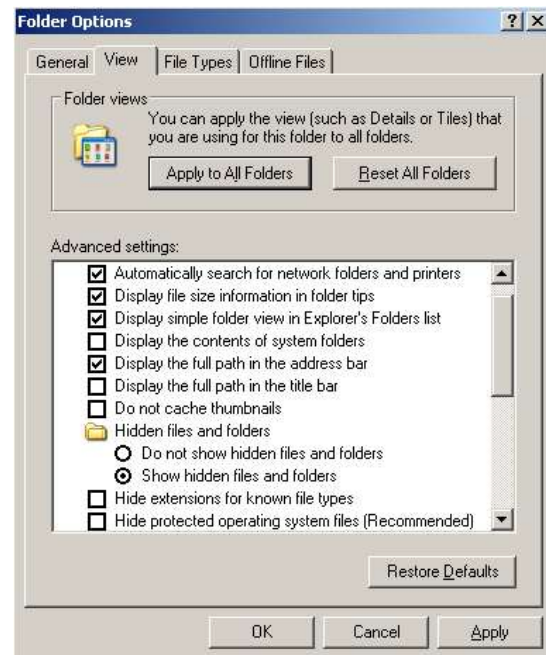 Folder Options
General View File Types Offline Files
Folder views
You can apply the view (such as Details or Tiles) that
you are using for this folder to all folders.
Apply to All Folders Reset All Folders
Advanced settings:
Automatically search for network folders and printers
Display file size information in folder tips
Display simple folder view in Explorer's Folders list
Display the contents of system folders
Display the full path in the address bar
Display the full path in the title bar
Do not cache thumbnails
Hidden files and folders
Do not show hidden files and folders
Show hidden files and folders
Hide extensions for known file types
Hide protected operating system files (Recommended)
Restore Defaults
OK Cancel Apply